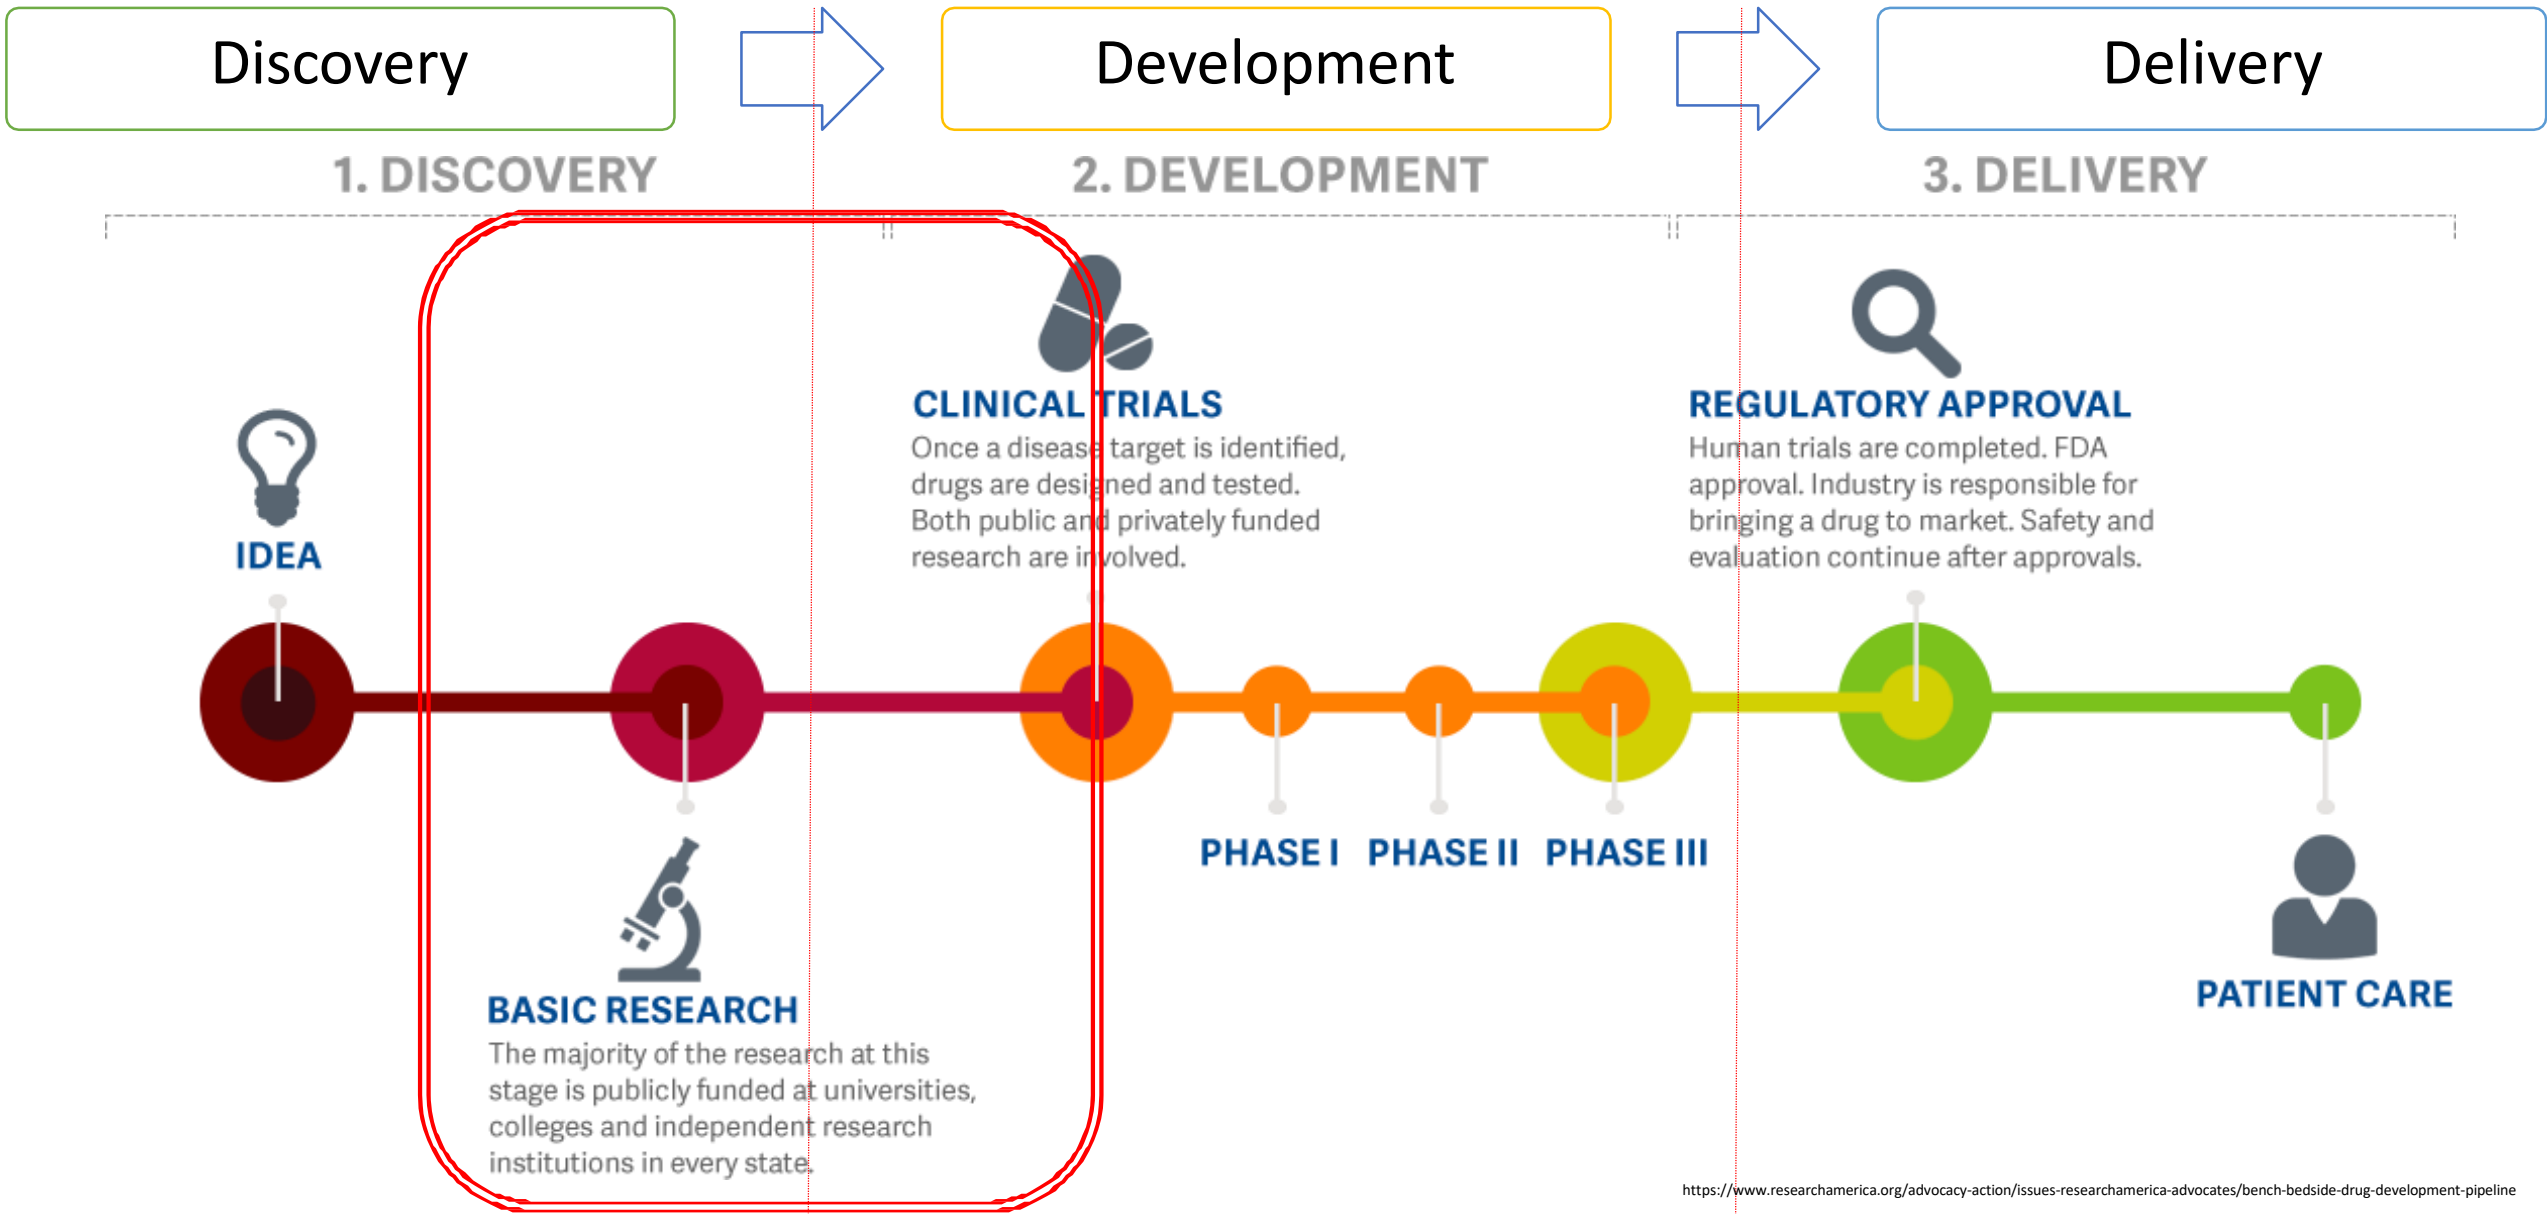 Discovery
Development
Delivery
1. DISCOVERY
2. DEVELOPMENT
3. DELIVERY
IDEA
CLINICAL TRIALS
Once a disease target is identified,
drugs are designed and tested.
Both public and privately funded
research are involved.
REGULATORY APPROVAL
Human trials are completed. FDA
approval. Industry is responsible for
bringing a drug to market. Safety and
evaluation continue after approvals.
PHASE I
PHASE II
PHASE III
BASIC RESEARCH
The majority of the research at this
stage is publicly funded at universities,
colleges and independent research
institutions in every state.
PATIENT CARE
https://www.researchamerica.org/advocacy-action/issues-researchamerica-advocates/bench-bedside-drug-development-pipeline